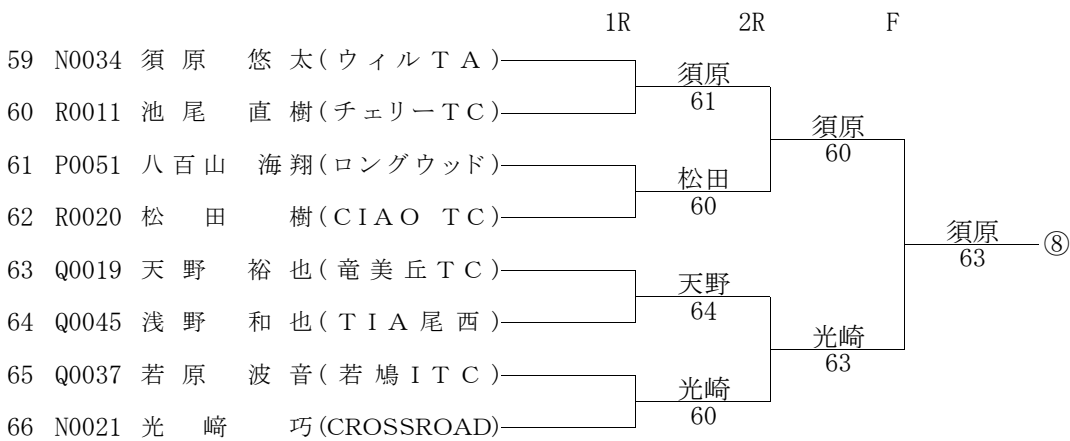 1R 2R F
59 N0034 須原 悠太(ウィルTA)
須原
61
60 R0011 池尾 直樹(チェリーTC)
須原
60
61 P0051 八百山 海翔(ロングウッド)
松田
60
62 R0020 松田 樹(CIAO TC)
須原
63
⑧
63 Q0019 天野 裕也(竜美丘TC)
天野
64
64 Q0045 浅野 和也(TIA尾西)
光崎
63
65 Q0037 若原 波音(若鳩ITC)
光崎
60
66 N0021 光﨑 巧(CROSSROAD)